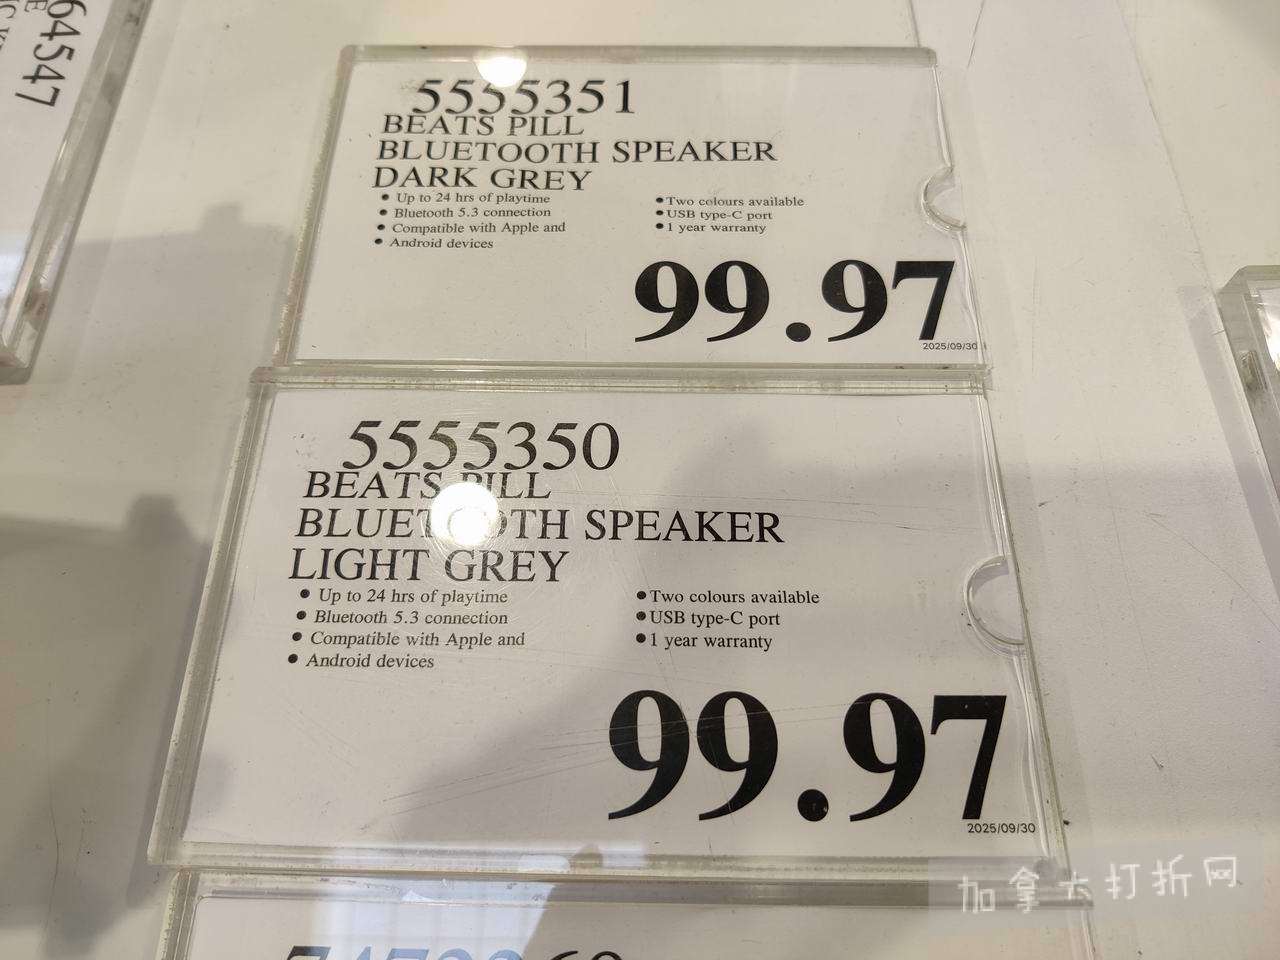 64547
5555351
BEATS PILL
BLUETOOTH SPEAKER
DARK GREY
• Up to 24 hrs of playtime
• Bluetooth 5.3 connection
• Compatible with Apple and
• Android devices
• Two colours available
• USB type-C port
• 1 year warranty
99.97
2025/09/30
5555350
BEATS PILL
BLUETOOTH SPEAKER
LIGHT GREY
• Up to 24 hrs of playtime
• Bluetooth 5.3 connection
• Compatible with Apple and
• Android devices
• Two colours available
• USB type-C port
• 1 year warranty
99.97
2025/09/30
加拿大打折网